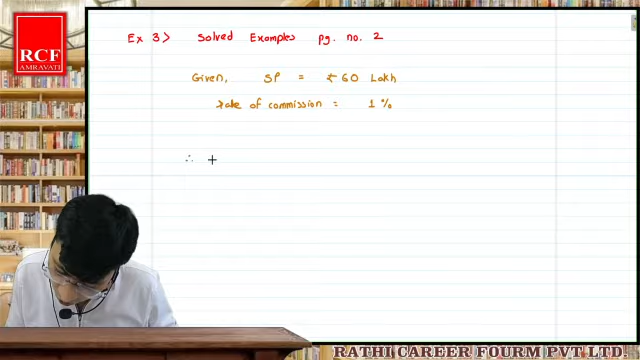 RCF
AMRAVATI
Ex 3> Solved Examples pg. no. 2
Given, SP = ₹ 60 Lakh
rate of commission = 1 %
∴
RATHI CAREER FOURM PVT LTD